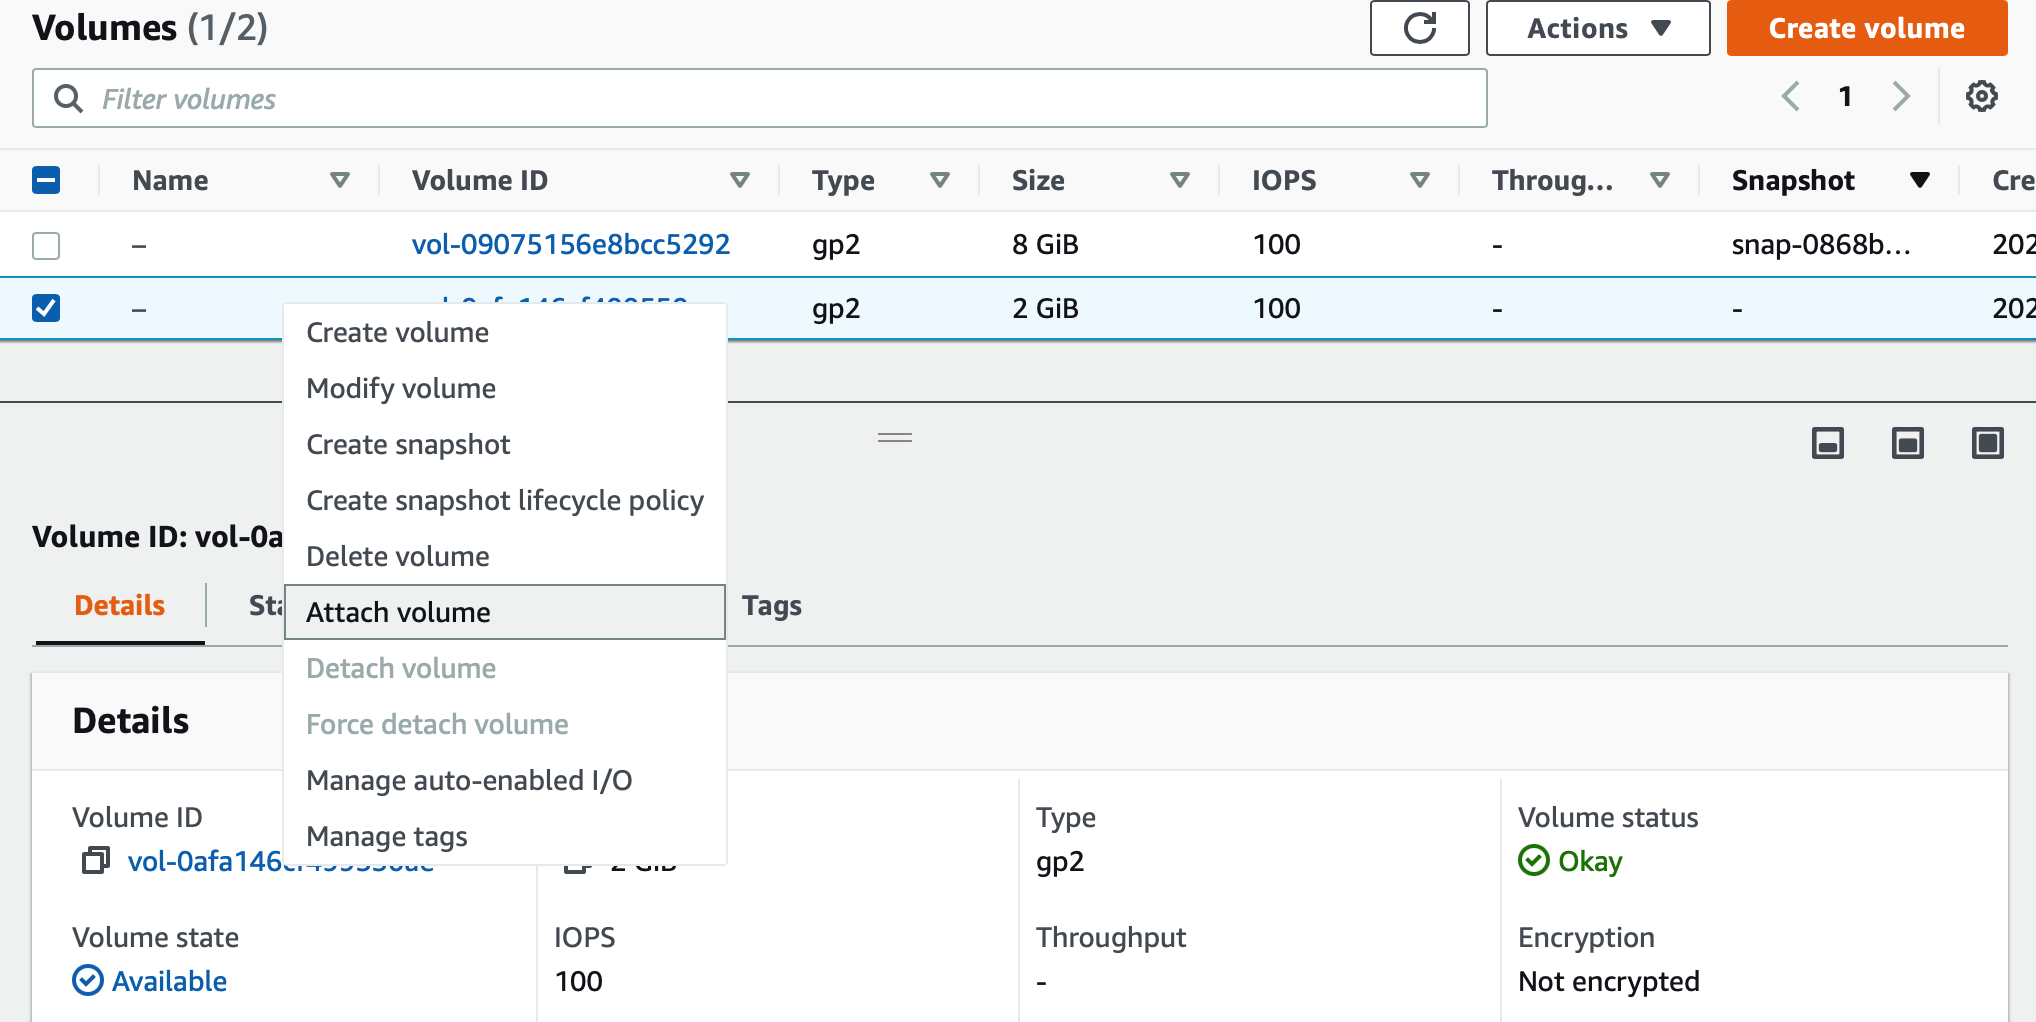 Volumes (1/2)
Actions
Create volume
Filter volumes
1
Name Volume ID Type Size IOPS Throug... Snapshot Cre
– vol-09075156e8bcc5292 gp2 8 GiB 100 - snap-0868b... 202
– gp2 2 GiB 100 - - 202
Create volume
Modify volume
Create snapshot
Create snapshot lifecycle policy
Delete volume
Attach volume
Detach volume
Force detach volume
Manage auto-enabled I/O
Manage tags
Volume ID: vol-0a
Details Sta Tags
Details
Volume ID
vol-0afa146
2 GiB
Type
gp2
Volume status
Okay
Volume state
Available
IOPS
100
Throughput
-
Encryption
Not encrypted